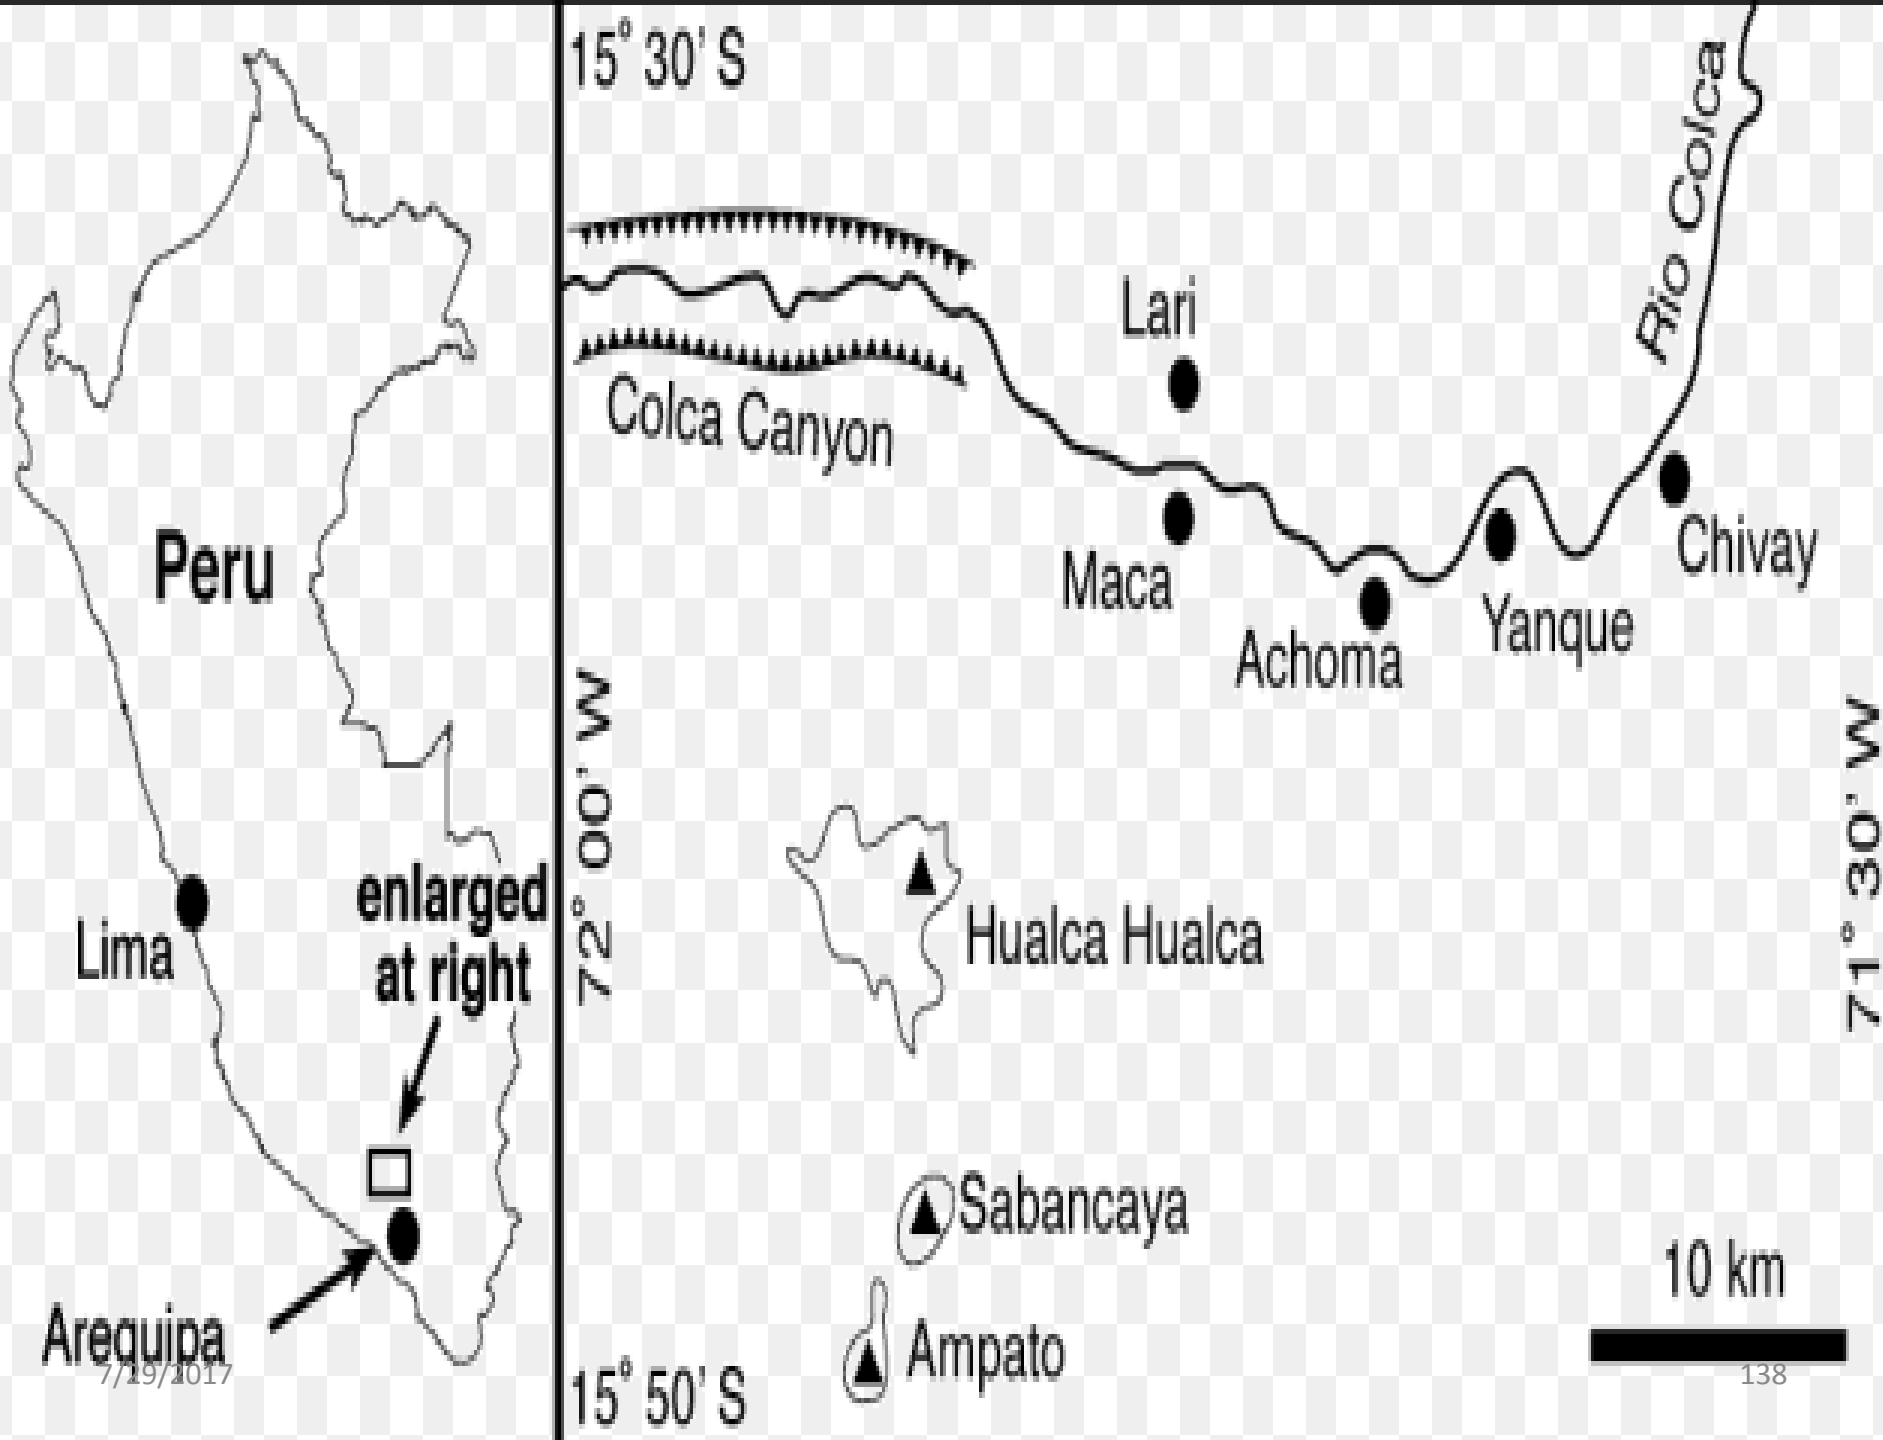 Peru
Lima
enlarged
at right
Arequipa
7/29/2017
15° 30' S
Rio Colca
Lari
Colca Canyon
Chivay
Maca
Yanque
Achoma
72° 00' W
71° 30' W
Hualca Hualca
Sabancaya
10 km
Ampato
15° 50' S
138